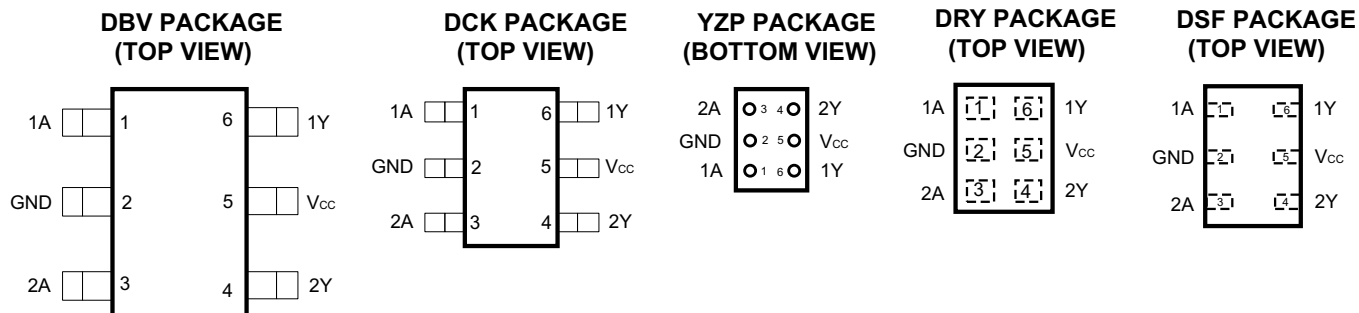 DBV PACKAGE
(TOP VIEW)
1A 1 6 1Y
GND 2 5 VCC
2A 3 4 2Y
DCK PACKAGE
(TOP VIEW)
1A 1 6 1Y
GND 2 5 VCC
2A 3 4 2Y
YZP PACKAGE
(BOTTOM VIEW)
2A 3 4 2Y
GND 2 5 VCC
1A 1 6 1Y
DRY PACKAGE
(TOP VIEW)
1A 1 6 1Y
GND 2 5 VCC
2A 3 4 2Y
DSF PACKAGE
(TOP VIEW)
1A 1 6 1Y
GND 2 5 VCC
2A 3 4 2Y